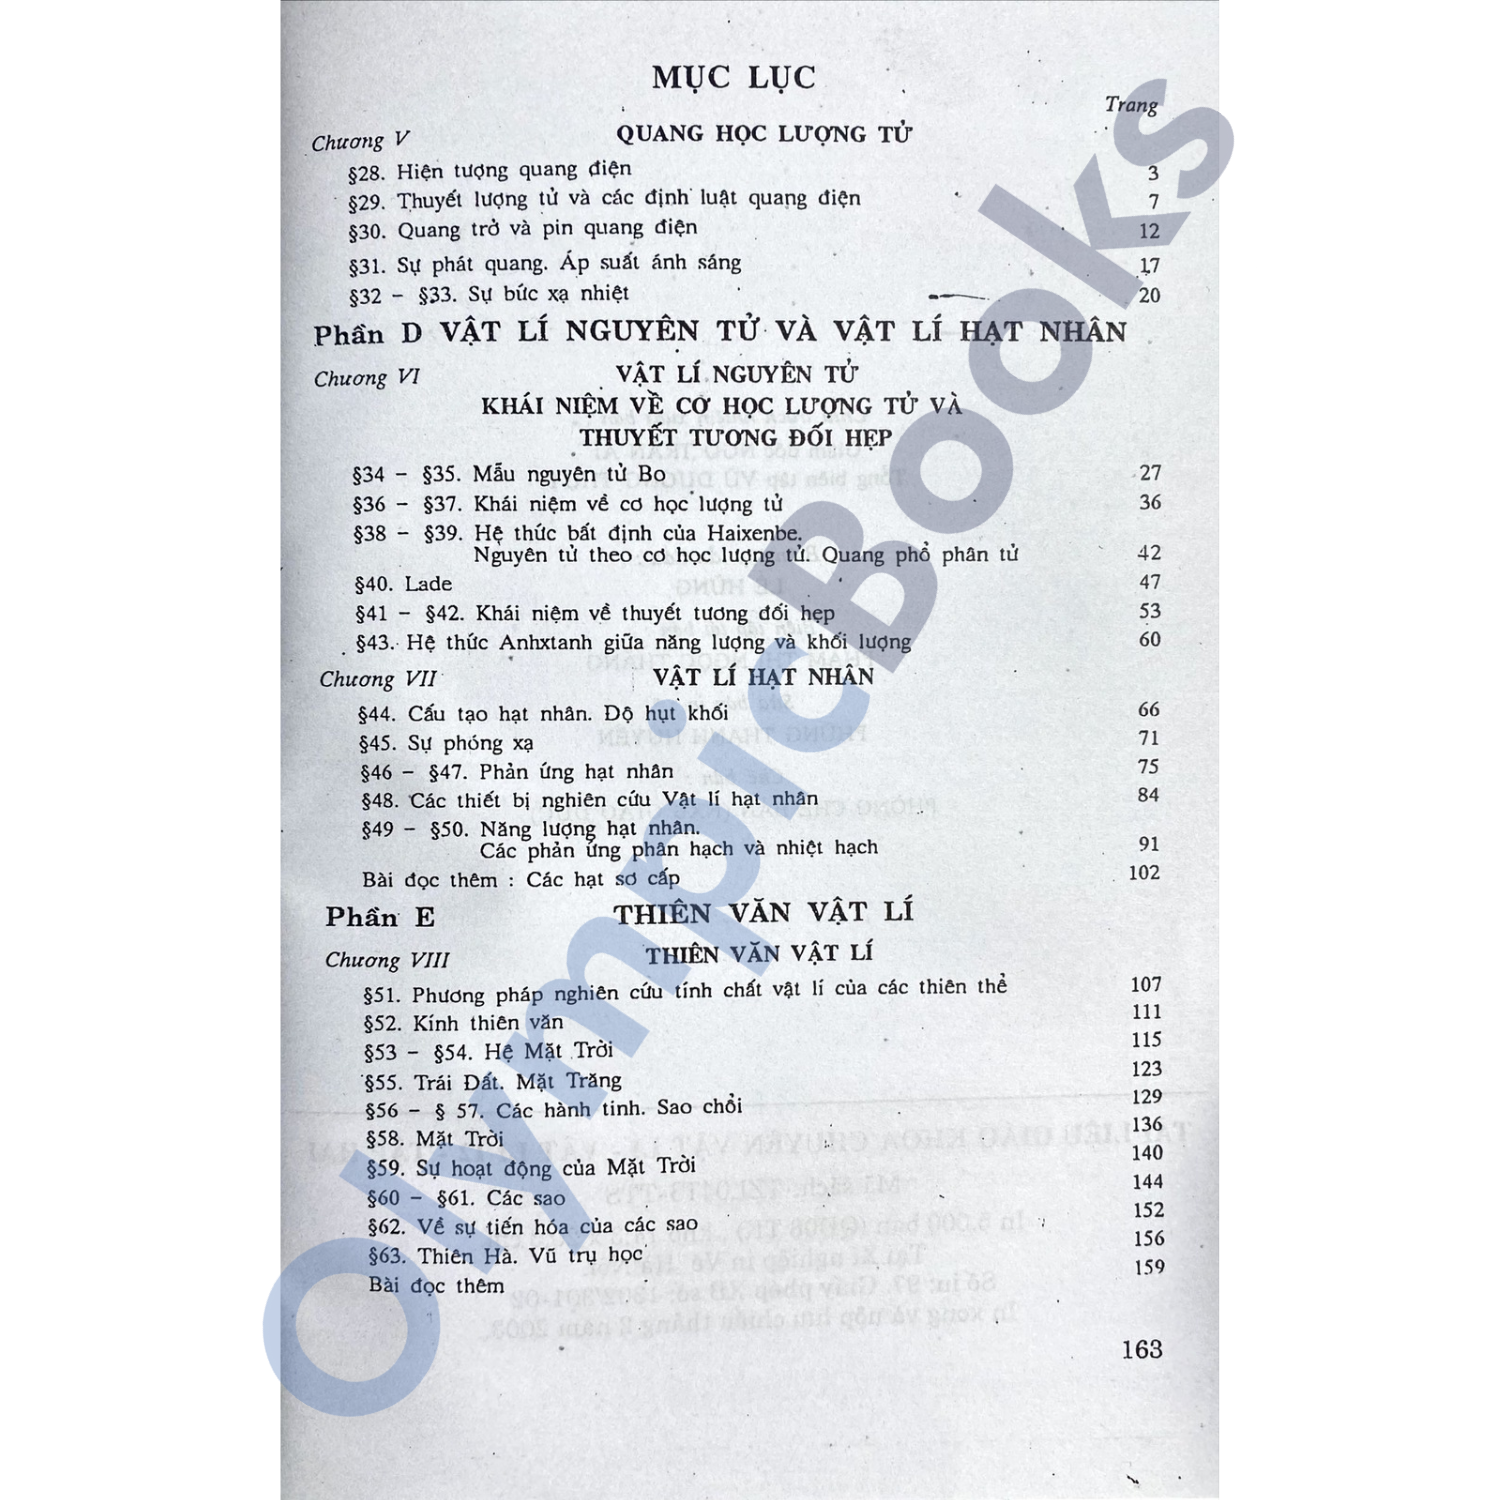 MỤC LỤC
Trang
Chương V QUANG HỌC LƯỢNG TỬ
§28. Hiện tượng quang điện 3
§29. Thuyết lượng tử và các định luật quang điện 7
§30. Quang trở và pin quang điện 12
§31. Sự phát quang. Áp suất ánh sáng 17
§32 – §33. Sự bức xạ nhiệt 20
Phần D VẬT LÍ NGUYÊN TỬ VÀ VẬT LÍ HẠT NHÂN
Chương VI VẬT LÍ NGUYÊN TỬ
KHÁI NIỆM VỀ CƠ HỌC LƯỢNG TỬ VÀ
THUYẾT TƯƠNG ĐỐI HẸP
§34 – §35. Mẫu nguyên tử Bo 27
§36 – §37. Khái niệm về cơ học lượng tử 36
§38 – §39. Hệ thức bất định của Haixenbe.
Nguyên tử theo cơ học lượng tử. Quang phổ phân tử 42
§40. Lade 47
§41 – §42. Khái niệm về thuyết tương đối hẹp 53
§43. Hệ thức Anhxtanh giữa năng lượng và khối lượng 60
Chương VII VẬT LÍ HẠT NHÂN
§44. Cấu tạo hạt nhân. Độ hụt khối 66
§45. Sự phóng xạ 71
§46 – §47. Phản ứng hạt nhân 75
§48. Các thiết bị nghiên cứu Vật lí hạt nhân 84
§49 – §50. Năng lượng hạt nhân.
Các phản ứng phân hạch và nhiệt hạch 91
Bài đọc thêm : Các hạt sơ cấp 102
Phần E THIÊN VĂN VẬT LÍ
Chương VIII THIÊN VĂN VẬT LÍ
§51. Phương pháp nghiên cứu tính chất vật lí của các thiên thể 107
§52. Kính thiên văn 111
§53 – §54. Hệ Mặt Trời 115
§55. Trái Đất. Mặt Trăng 123
§56 – § 57. Các hành tinh. Sao chổi 129
§58. Mặt Trời 136
§59. Sự hoạt động của Mặt Trời 140
§60 – §61. Các sao 144
§62. Về sự tiến hóa của các sao 152
§63. Thiên Hà. Vũ trụ học 156
Bài đọc thêm 159
163
OlympicBooks